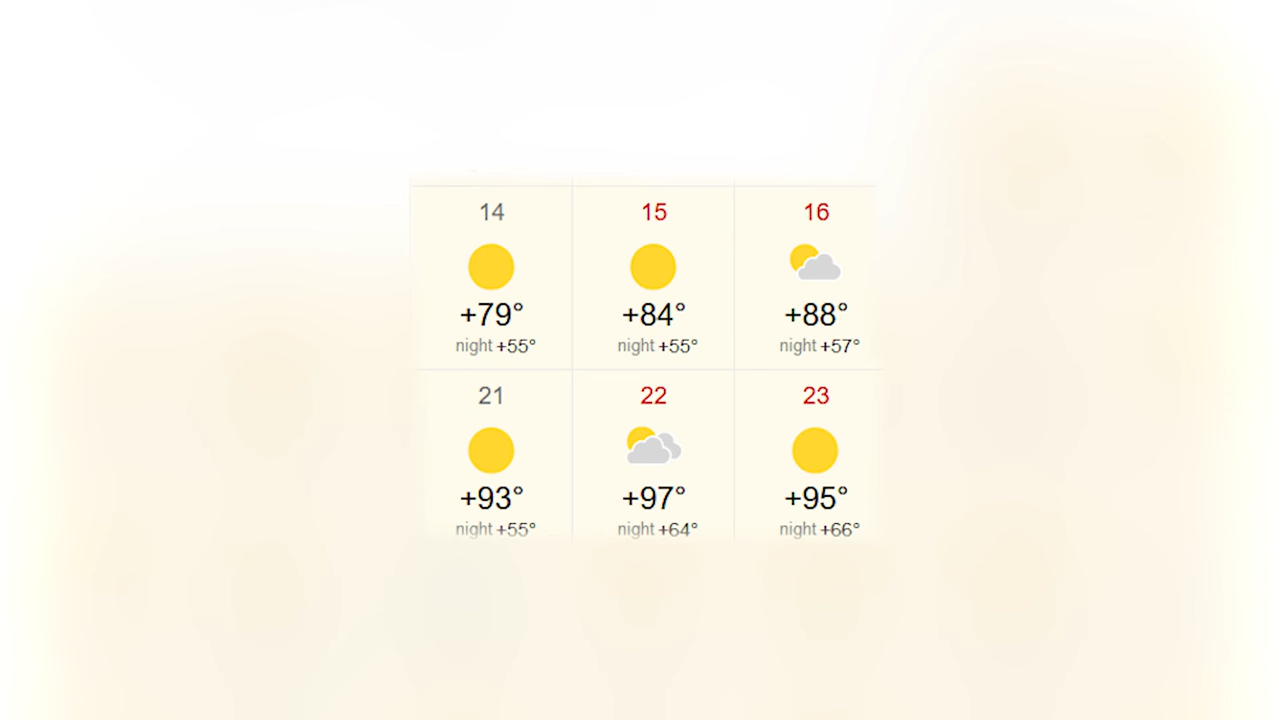 14 15 16
+79° +84° +88°
night +55° night +55° night +57°
21 22 23
+93° +97° +95°
night +55° night +64° night +66°